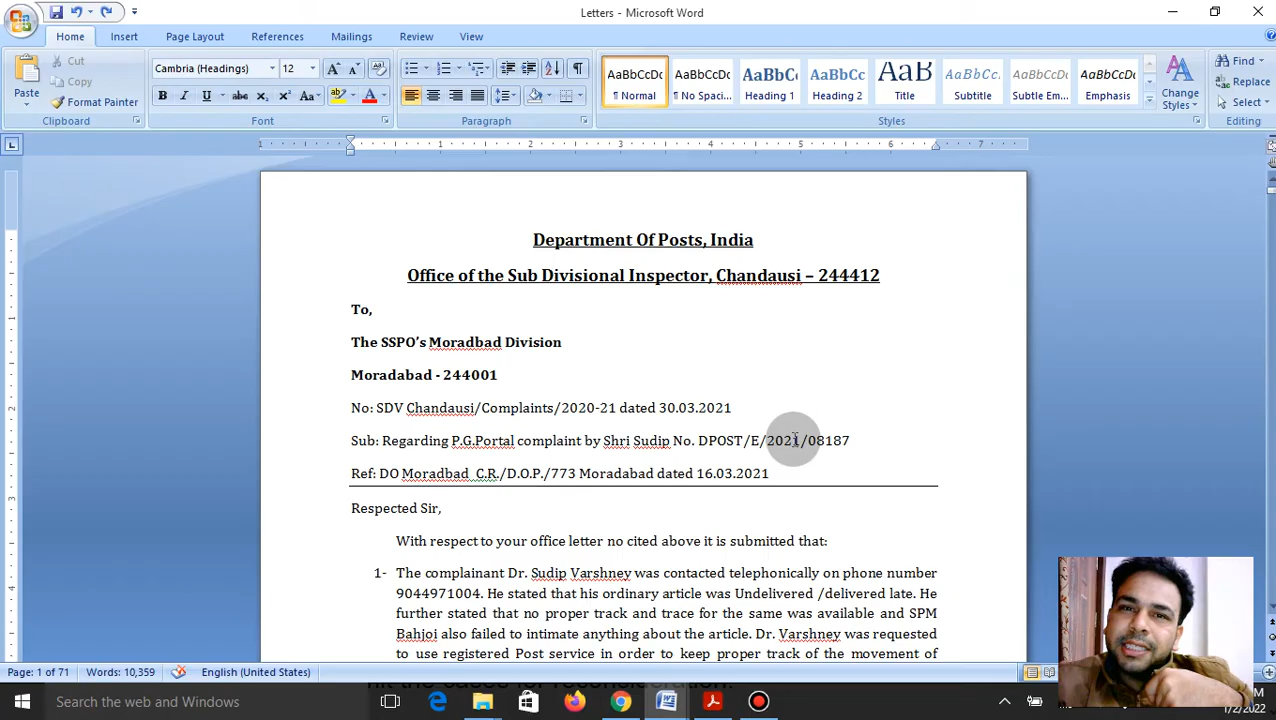 Letters - Microsoft Word
Home Insert Page Layout References Mailings Review View
Paste
Cut
Copy
Format Painter
Clipboard
Cambria (Headings) 12
Font
Paragraph
AaBbCcDc AaBbCcDc AaBbC AaBbCc AaB AaBbCc. AaBbCcDc AaBbCcDc
¶ Normal ¶ No Spaci... Heading 1 Heading 2 Title Subtitle Subtle Em... Emphasis
Styles
Change Styles
Find
Replace
Select
Editing
1 1 2 3 4 5 6 7
Department Of Posts, India
Office of the Sub Divisional Inspector, Chandausi – 244412
To,
The SSPO's Moradbad Division
Moradabad - 244001
No: SDV Chandausi/Complaints/2020-21 dated 30.03.2021
Sub: Regarding P.G.Portal complaint by Shri Sudip No. DPOST/E/2021/08187
Ref: DO Moradbad C.R./D.O.P./773 Moradabad dated 16.03.2021
Respected Sir,
With respect to your office letter no cited above it is submitted that:
1- The complainant Dr. Sudip Varshney was contacted telephonically on phone number
9044971004. He stated that his ordinary article was Undelivered /delivered late. He
further stated that no proper track and trace for the same was available and SPM
Bahjoi also failed to intimate anything about the article. Dr. Varshney was requested
to use registered Post service in order to keep proper track of the movement of
Page: 1 of 71 Words: 10,359 English (United States)
Search the web and Windows
1/2/2022